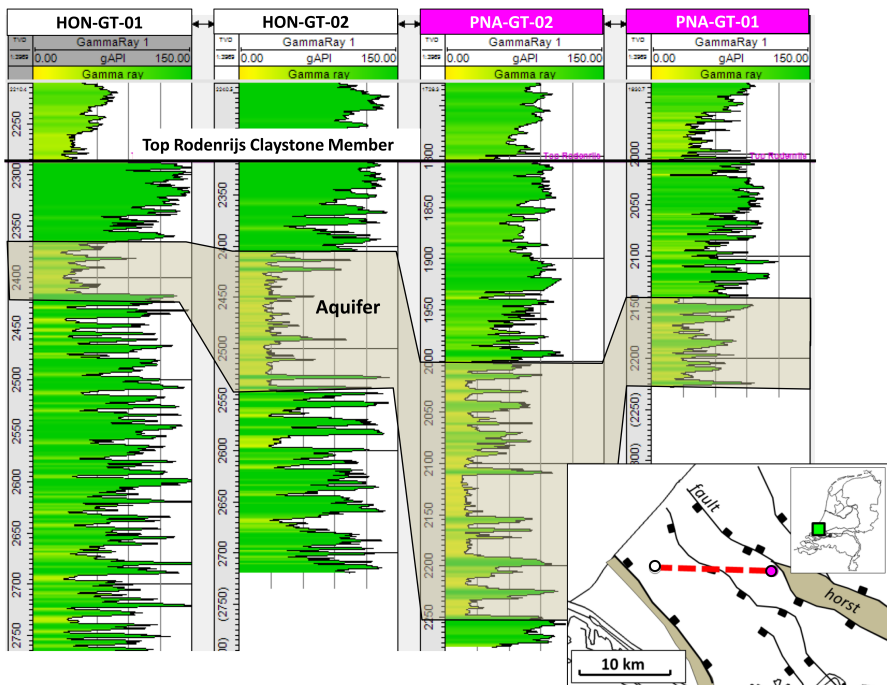 HON-GT-01
HON-GT-02
PNA-GT-02
PNA-GT-01
TVD
GammaRay 1
0.00 gAPI 150.00
Gamma ray
TVD
GammaRay 1
0.00 gAPI 150.00
Gamma ray
TVD
GammaRay 1
0.00 gAPI 150.00
Gamma ray
TVD
GammaRay 1
0.00 gAPI 150.00
Gamma ray
Top Rodenrijs Claystone Member
Top Rodenrijs
Top Rodenrijs
Aquifer
2250
2300
2350
2400
2450
2500
2550
2600
2650
2700
2750
2350
2400
2450
2500
2550
2600
2650
2700
(2750)
1800
1850
1900
1950
2000
2050
2100
2150
2200
2250
2000
2050
2100
2150
2200
(2250)
fault
horst
10 km